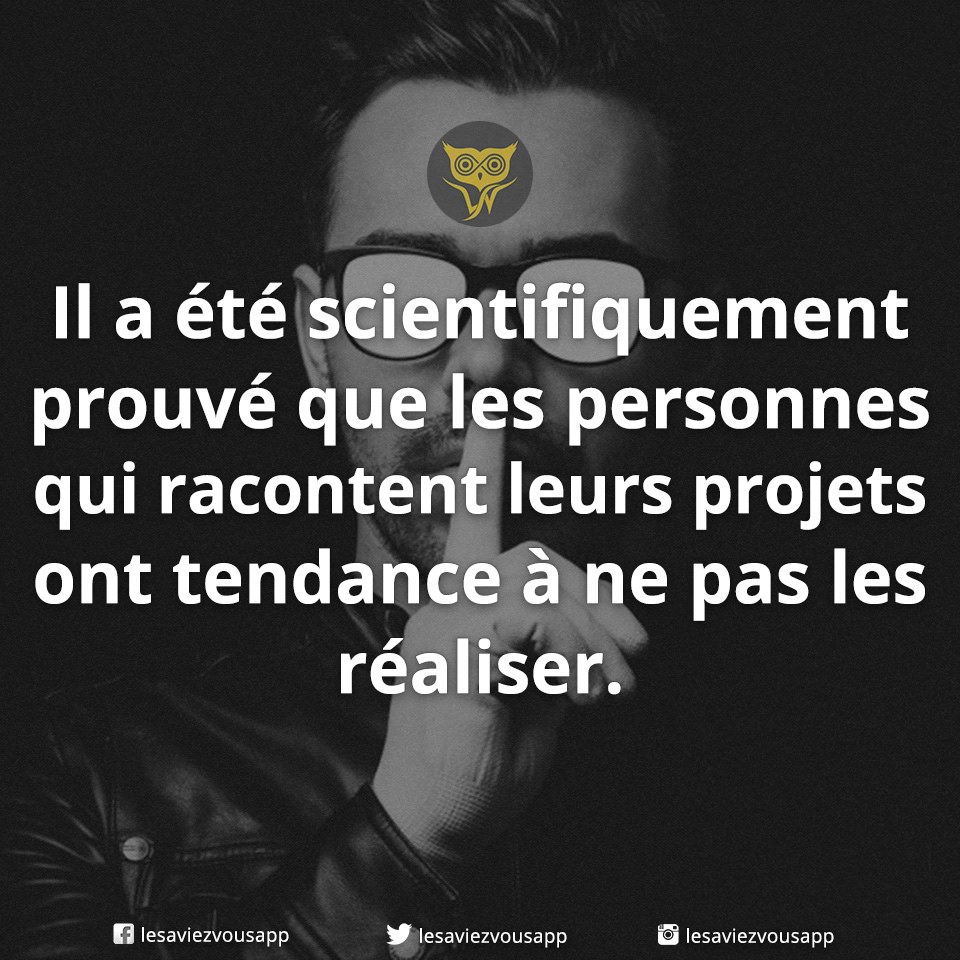 Il a été scientifiquement
prouvé que les personnes
qui racontent leurs projets
ont tendance à ne pas les
réaliser.
lesaviezvousapp lesaviezvousapp lesaviezvousapp